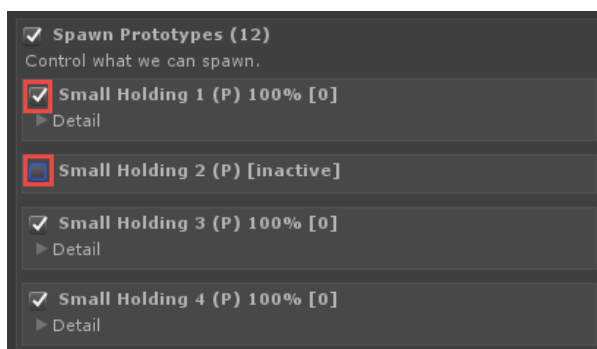 Spawn Prototypes (12)
Control what we can spawn.
Small Holding 1 (P) 100% [0]
Detail
Small Holding 2 (P) [inactive]
Small Holding 3 (P) 100% [0]
Detail
Small Holding 4 (P) 100% [0]
Detail